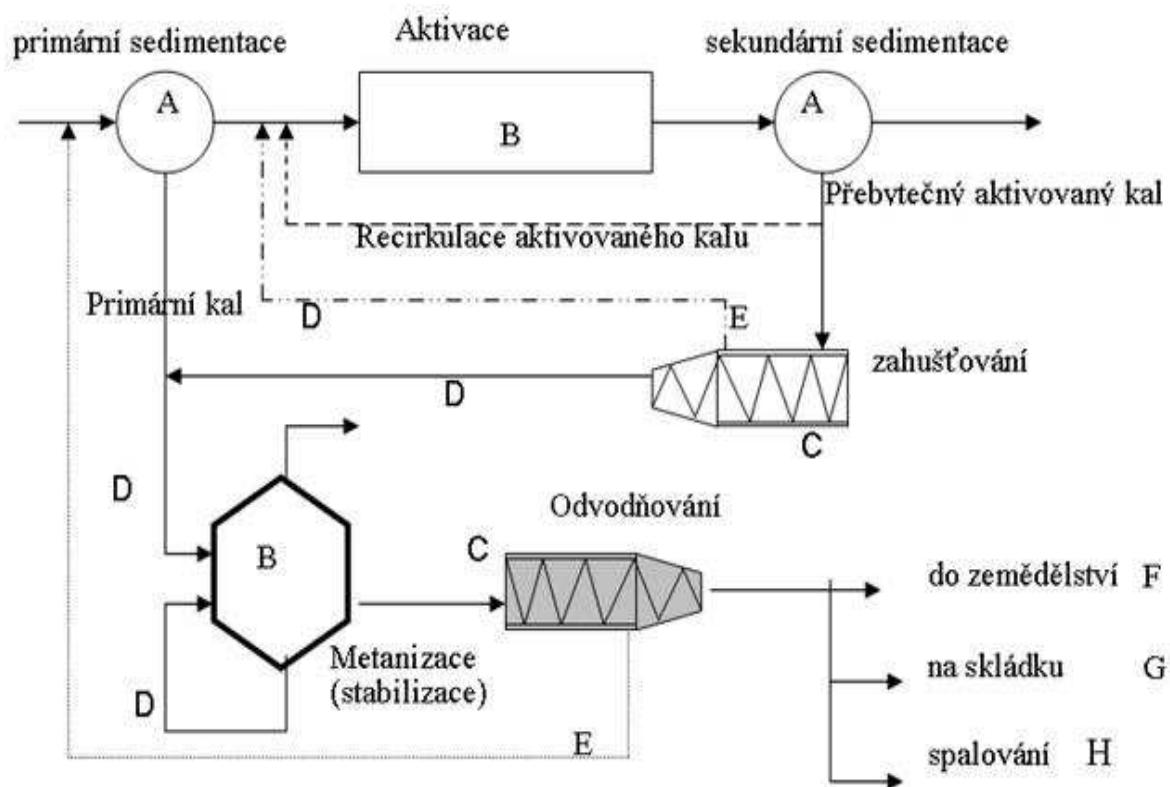 Aktivace
primární sedimentace
sekundární sedimentace
A
B
A
Přebytečný aktivovaný kal
Recirkulace aktivovaného kalu
Primární kal
D
E
zahušťování
D
C
D
Odvodňování
C
B
do zemědělství F
Metanizace
(stabilizace)
na skládku G
D
E
spalování H